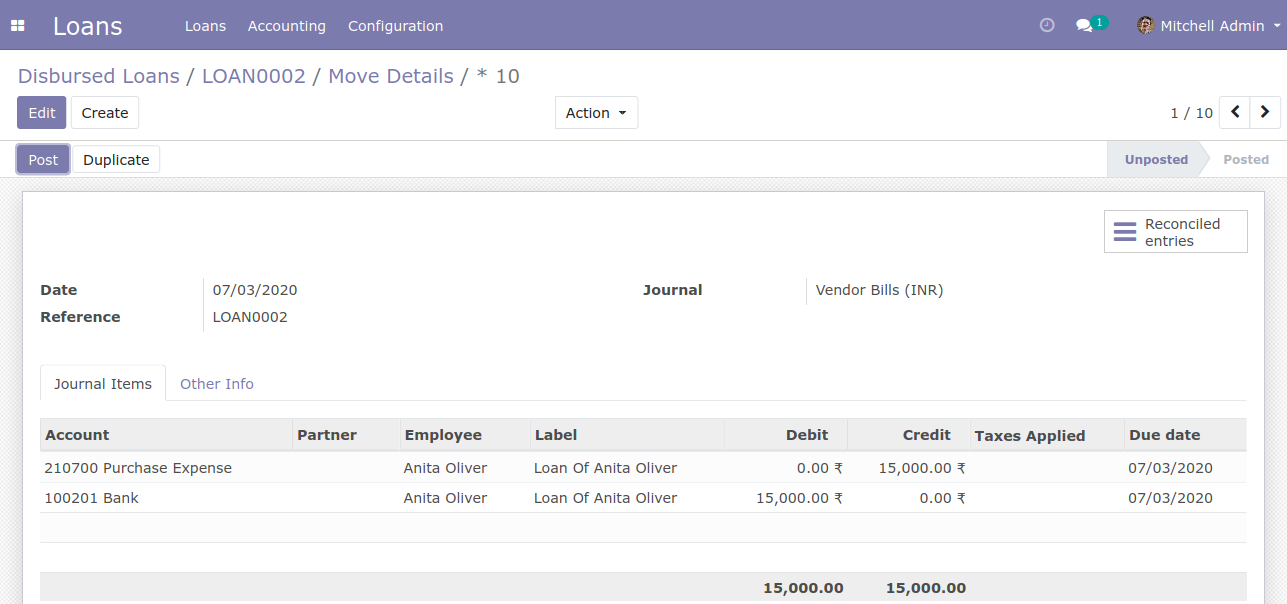 Loans Loans Accounting Configuration 1 Mitchell Admin
Disbursed Loans / LOAN0002 / Move Details / * 10
Edit Create Action 1 / 10
Post Duplicate Unposted Posted
Reconciled
entries
Date 07/03/2020 Journal Vendor Bills (INR)
Reference LOAN0002
Journal Items Other Info
Account Partner Employee Label Debit Credit Taxes Applied Due date
210700 Purchase Expense Anita Oliver Loan Of Anita Oliver 0.00 ₹ 15,000.00 ₹ 07/03/2020
100201 Bank Anita Oliver Loan Of Anita Oliver 15,000.00 ₹ 0.00 ₹ 07/03/2020
15,000.00 15,000.00